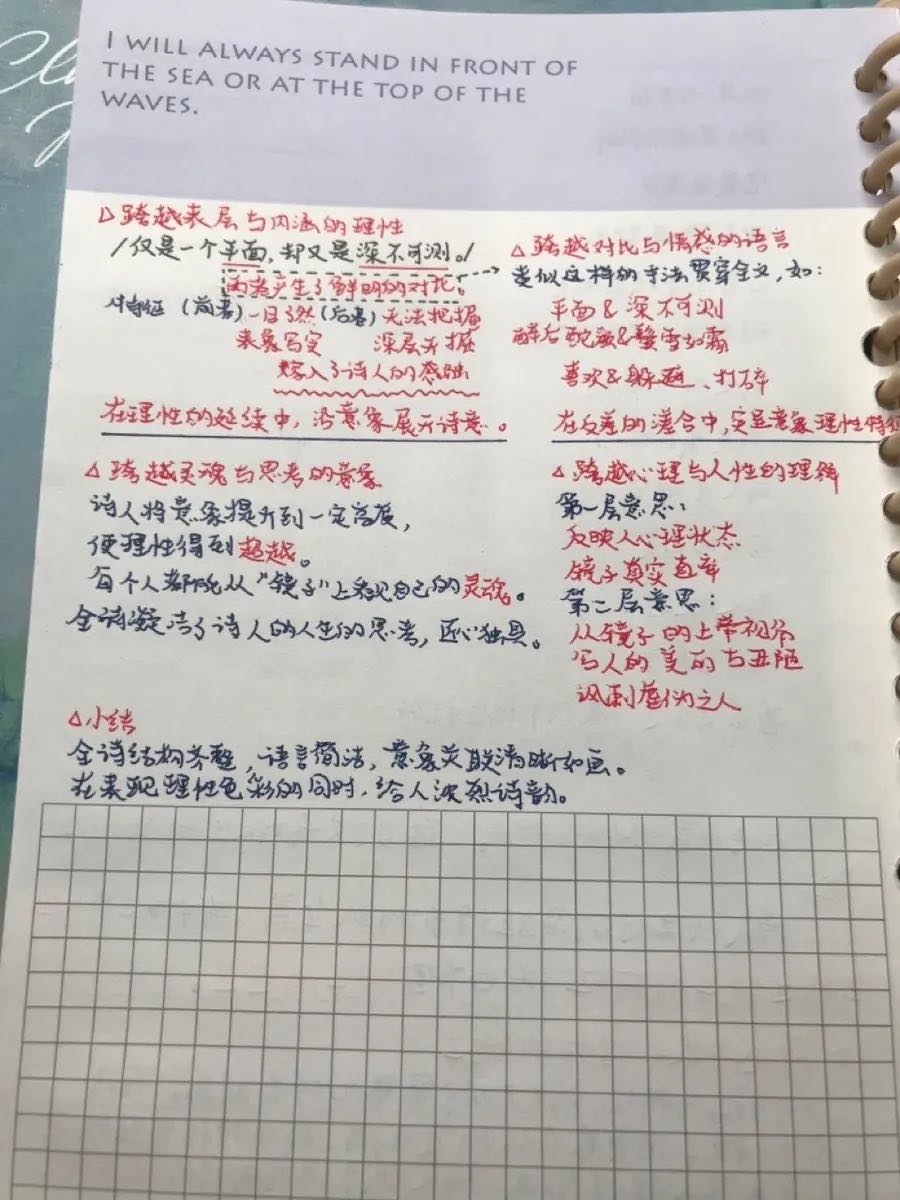 I WILL ALWAYS STAND IN FRONT OF
THE SEA OR AT THE TOP OF THE
WAVES.
△跨越表层与内涵的理性
/仅是一个平面,却又是深不可测。/
两者产生了鲜明的对比。
特征(前者)一目了然(后者)无法把握
表象写实 深层开掘
嵌入了诗人的感触
在理性的延续中,沿意象展开诗意。
△跨越对比与情感的语言
类似这样的手法贯穿全文,如:
平面&深不可测
醉后酡颜&鬓雪如霜
喜欢&躲避、打碎
在反差的凑合中,突显意象理性特征
△跨越灵魂与思考的意象
诗人将意象提升到一定高度,
使理性得到超越。
每个人都能从“镜子”上看见自己的灵魂。
全诗凝结了诗人的人生的思考,匠心独具。
△跨越心理与人性的理解
第一层意思:
反映人心理状态
镜子真实直率
第二层意思:
从镜子的上带视角
写人的美丽与丑陋
讽刺虚伪之人
△小结
全诗结构齐整,语言简洁,意象关联清晰如画。
在表现理性色彩的同时,给人浓烈诗韵。